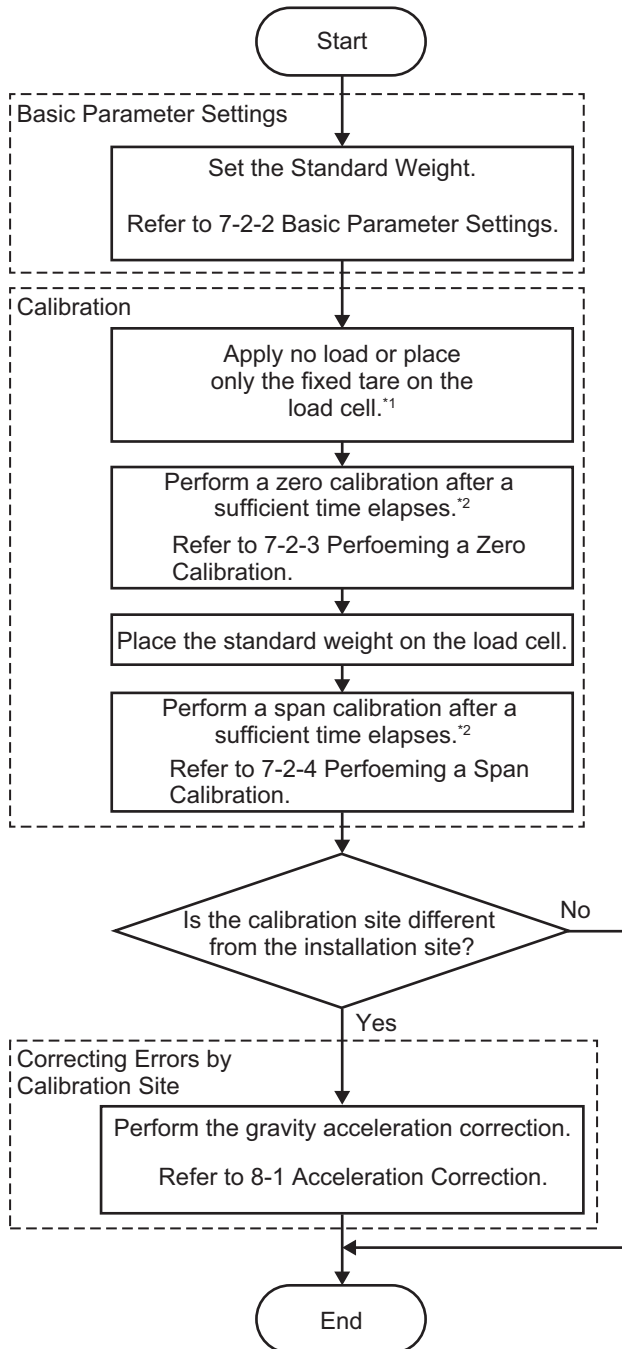 Start
Basic Parameter Settings
Set the Standard Weight.
Refer to 7-2-2 Basic Parameter Settings.
Calibration
Apply no load or place
only the fixed tare on the
load cell.*1
Perform a zero calibration after a
sufficient time elapses.*2
Refer to 7-2-3 Perfoeming a Zero
Calibration.
Place the standard weight on the load cell.
Perform a span calibration after a
sufficient time elapses.*2
Refer to 7-2-4 Perfoeming a Span
Calibration.
Is the calibration site different
from the installation site?
No
Yes
Correcting Errors by
Calibration Site
Perform the gravity acceleration correction.
Refer to 8-1 Acceleration Correction.
End